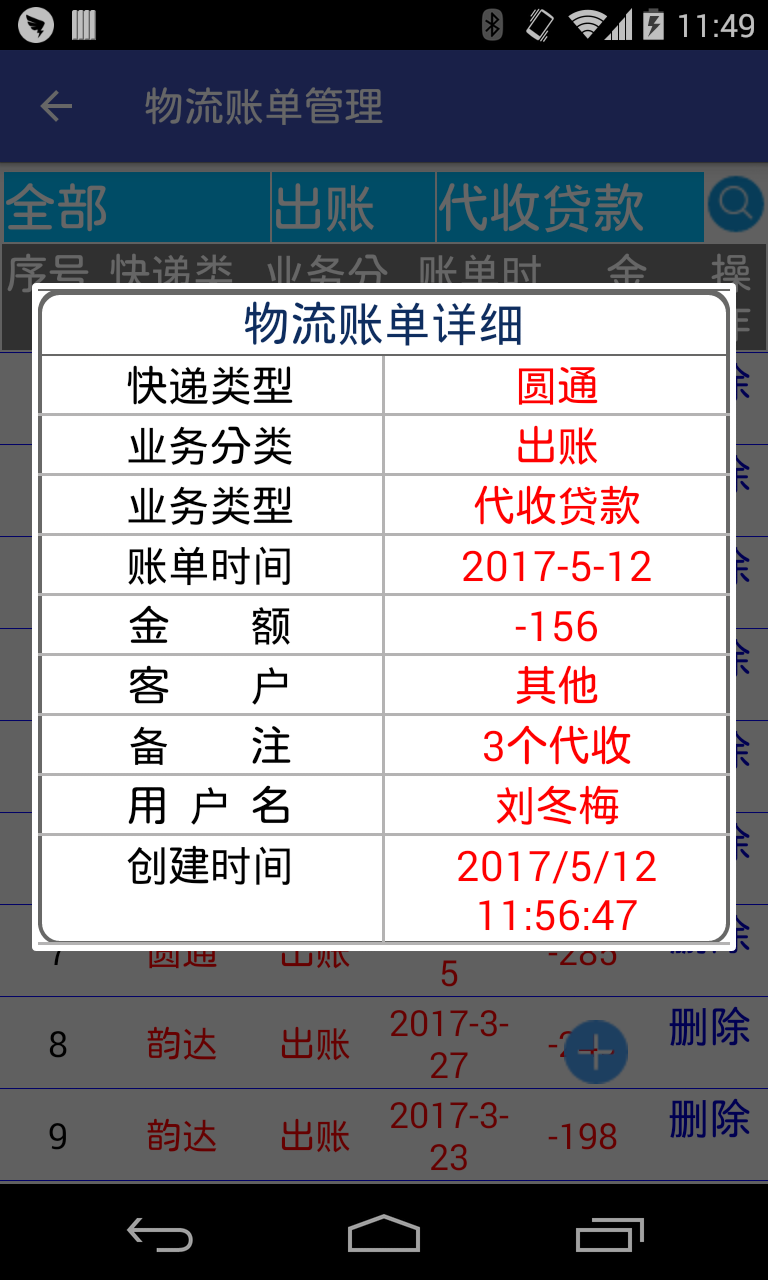 11:49
物流账单管理
全部 出账 代收贷款
序号 快递类 业务分 账单时 金 操
物流账单详细
快递类型 圆通
业务分类 出账
业务类型 代收贷款
账单时间 2017-5-12
金 额 -156
客 户 其他
备 注 3个代收
用 户 名 刘冬梅
创建时间 2017/5/12
11:56:47
7 圆通 出账 5 -285 删除
8 韵达 出账 2017-3-27 删除
9 韵达 出账 2017-3-23 -198 删除